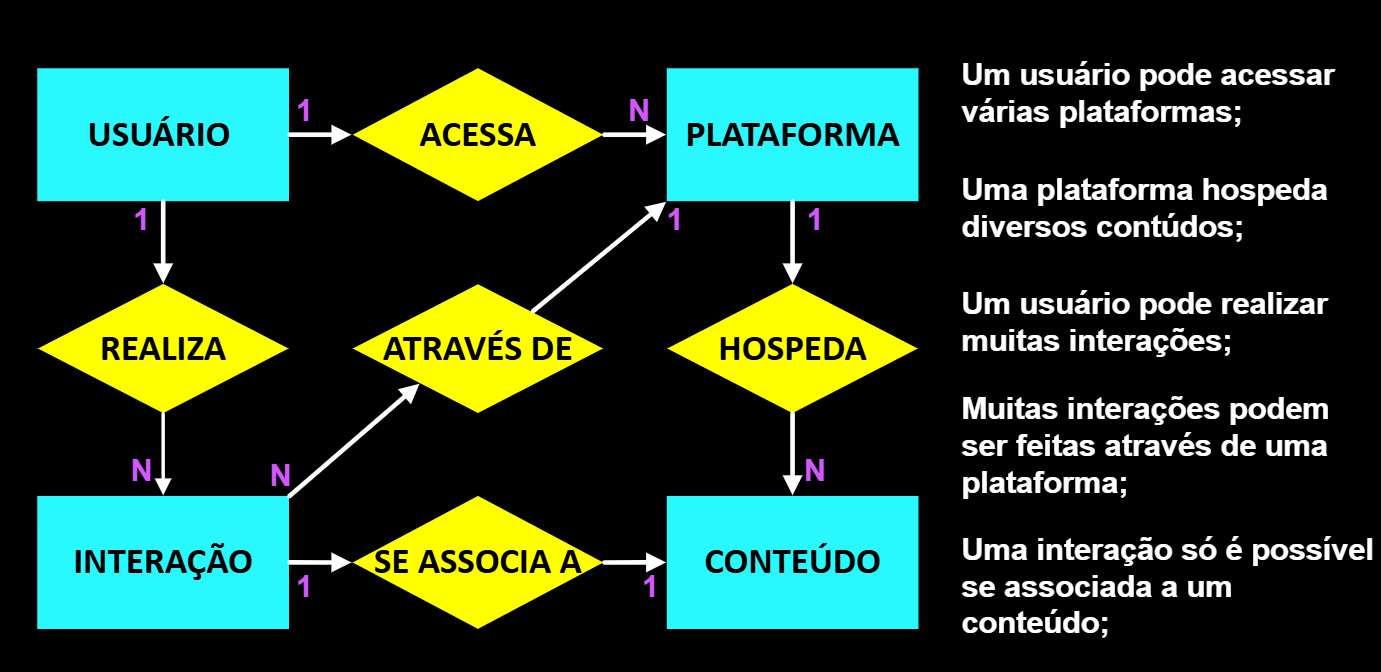 USUÁRIO
1
ACESSA
N
PLATAFORMA
1
1
1
REALIZA
ATRAVÉS DE
HOSPEDA
N
N
N
INTERAÇÃO
1
SE ASSOCIA A
1
CONTEÚDO
Um usuário pode acessar
várias plataformas;
Uma plataforma hospeda
diversos contúdos;
Um usuário pode realizar
muitas interações;
Muitas interações podem
ser feitas através de uma
plataforma;
Uma interação só é possível
se associada a um
conteúdo;